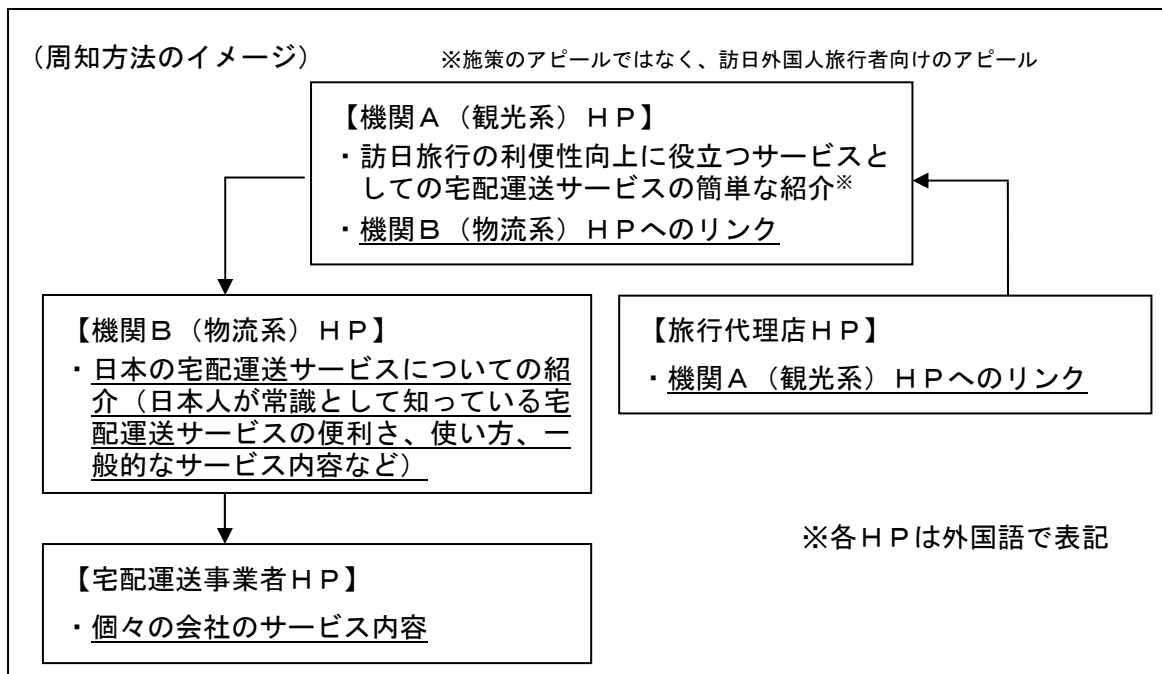 （周知方法のイメージ）
※施策のアピールではなく、訪日外国人旅行者向けのアピール
【機関Ａ（観光系）ＨＰ】
・訪日旅行の利便性向上に役立つサービスと
しての宅配運送サービスの簡単な紹介※
・機関Ｂ（物流系）ＨＰへのリンク
【機関Ｂ（物流系）ＨＰ】
・日本の宅配運送サービスについての紹
介（日本人が常識として知っている宅
配運送サービスの便利さ、使い方、一
般的なサービス内容など）
【旅行代理店ＨＰ】
・機関Ａ（観光系）ＨＰへのリンク
※各ＨＰは外国語で表記
【宅配運送事業者ＨＰ】
・個々の会社のサービス内容